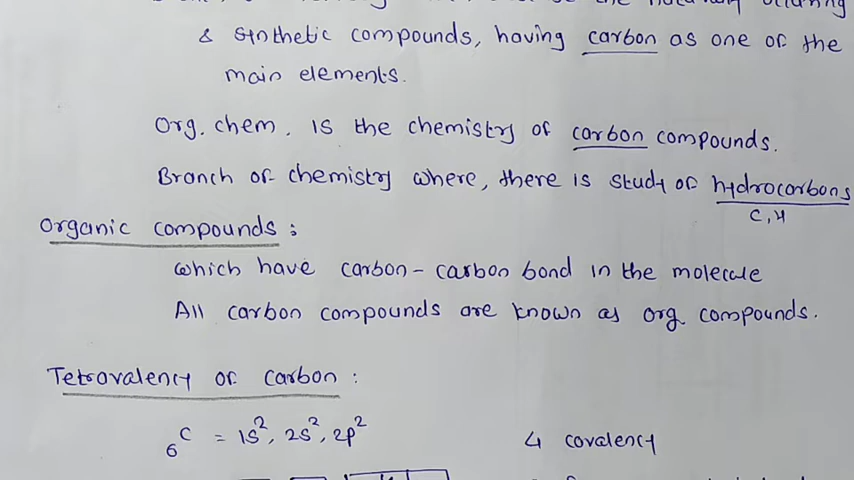 & Synthetic compounds, having carbon as one of the
main elements.
Org. chem. is the chemistry of carbon compounds.
Branch of chemistry where, there is study of hydrocarbons
C, H
Organic compounds:
which have carbon - carbon bond in the molecule
All carbon compounds are known as org. compounds.
Tetravalency of carbon:
₆C = 1s², 2s², 2p²
4 covalency